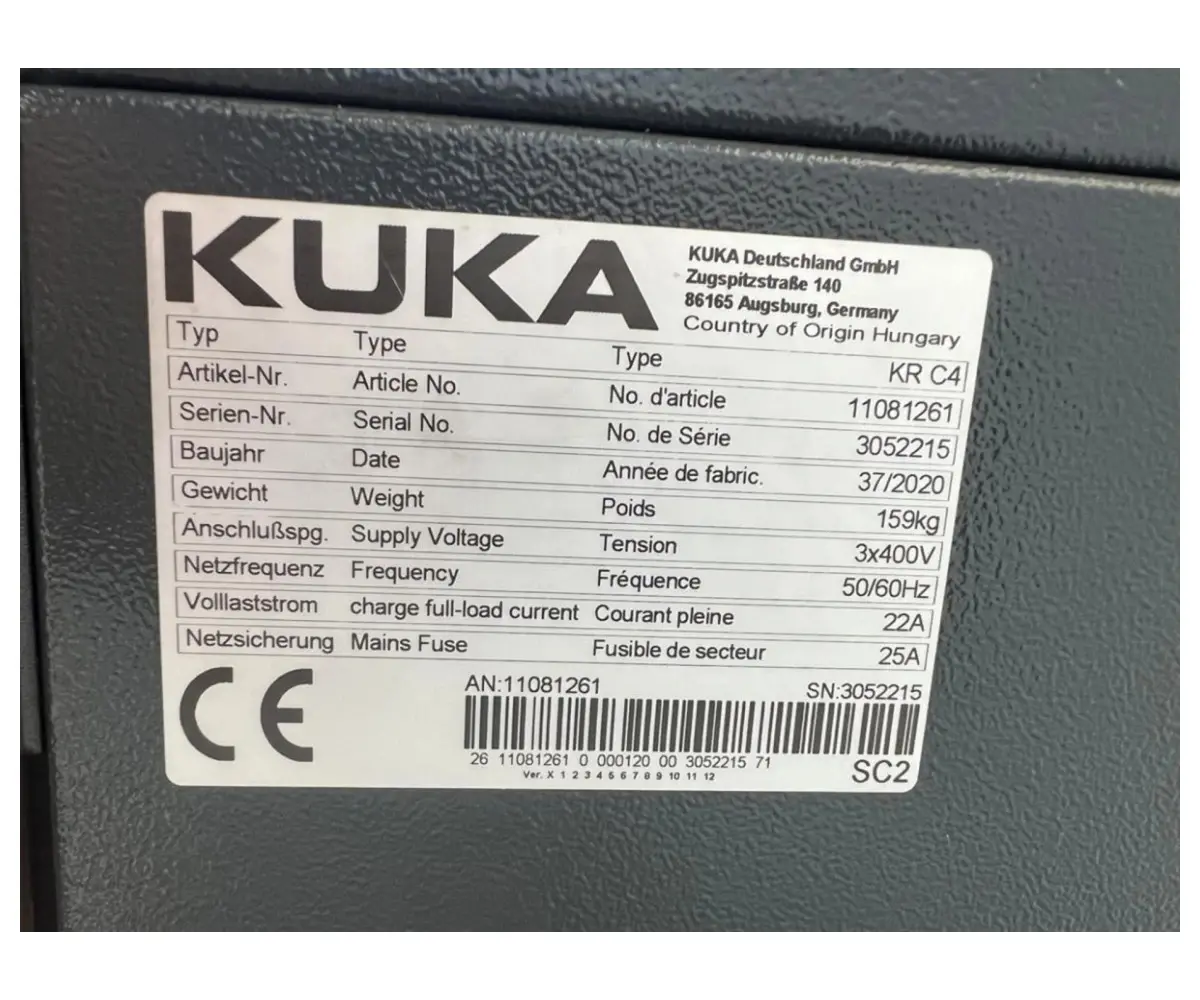 KUKA
KUKA Deutschland GmbH
Zugspitzstraße 140
86165 Augsburg, Germany
Country of Origin Hungary
Typ Type Type KR C4
Artikel-Nr. Article No. No. d'article 11081261
Serien-Nr. Serial No. No. de Série 3052215
Baujahr Date Année de fabric. 37/2020
Gewicht Weight Poids 159kg
Anschlußspg. Supply Voltage Tension 3x400V
Netzfrequenz Frequency Fréquence 50/60Hz
Volllaststrom charge full-load current Courant pleine 22A
Netzsicherung Mains Fuse Fusible de secteur 25A
CE
AN:11081261 SN:3052215
26 11081261 0 000120 00 3052215 71
Ver. X 1 2 3 4 5 6 7 8 9 10 11 12
SC2